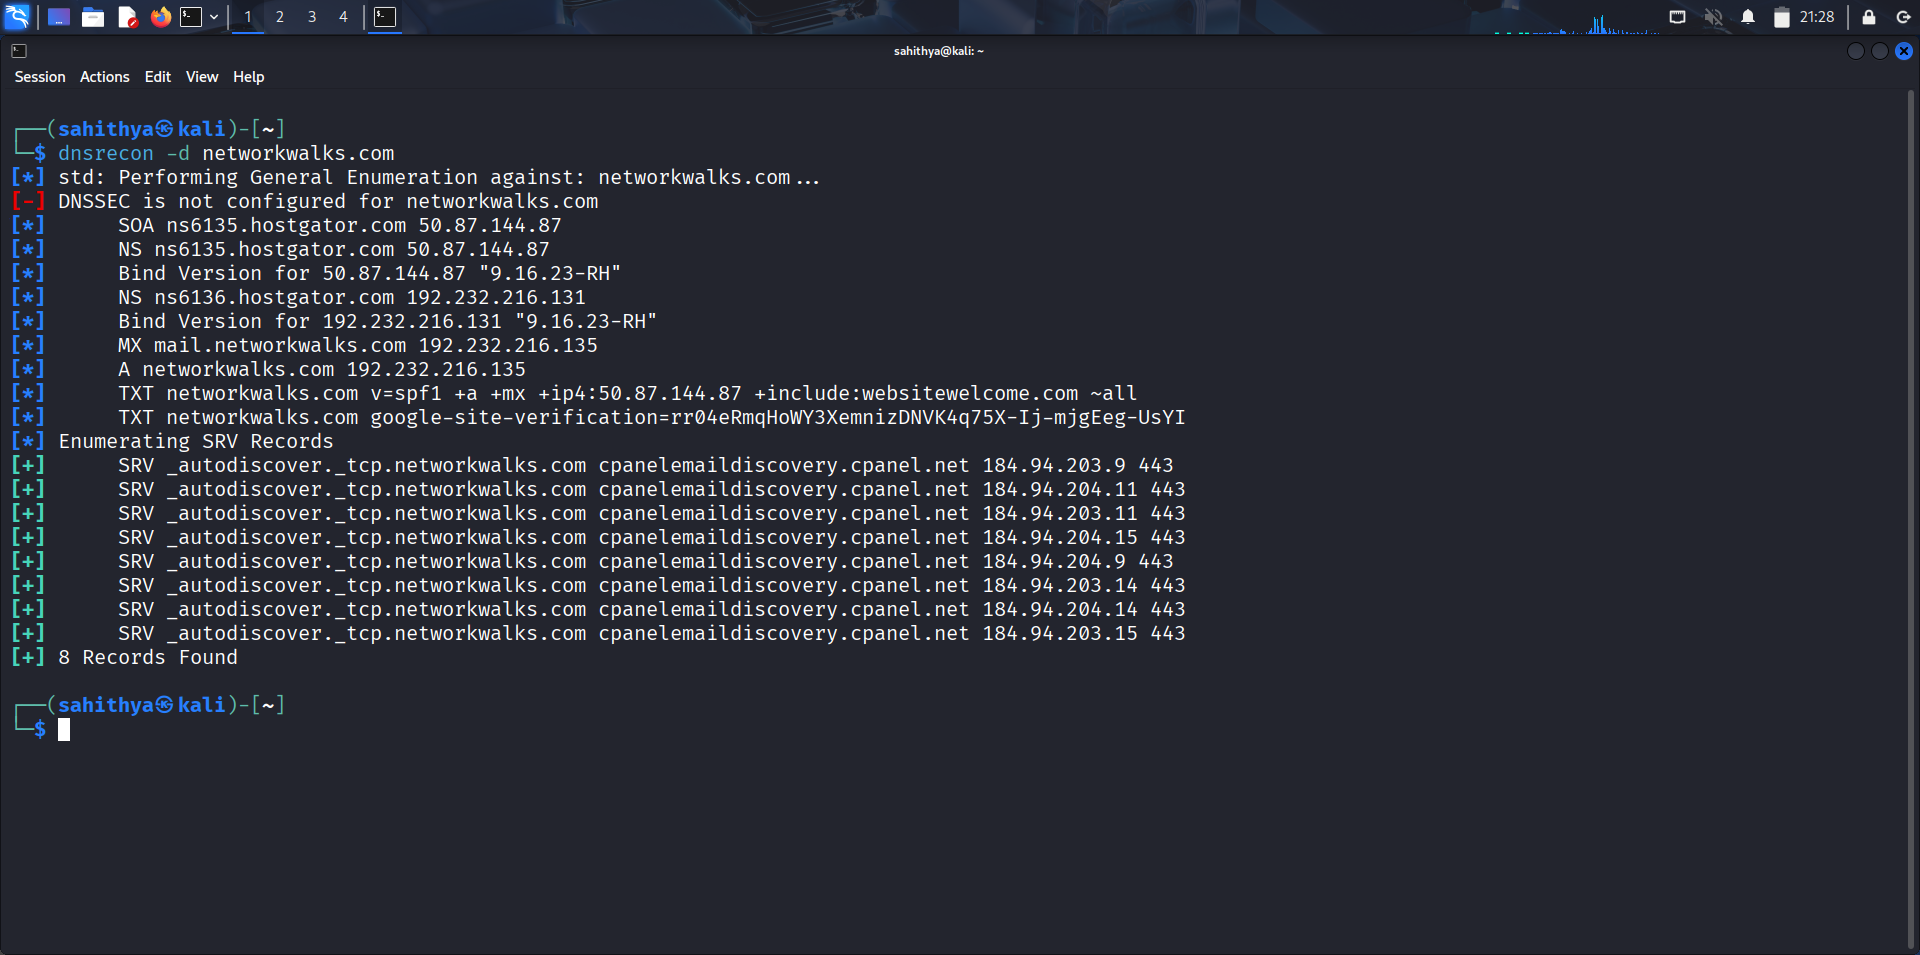 1 2 3 4 21:28
sahithya@kali: ~
Session Actions Edit View Help
┌──(sahithya㉿kali)-[~]
└─$ dnsrecon -d networkwalks.com
[*] std: Performing General Enumeration against: networkwalks.com...
[-] DNSSEC is not configured for networkwalks.com
[*] SOA ns6135.hostgator.com 50.87.144.87
[*] NS ns6135.hostgator.com 50.87.144.87
[*] Bind Version for 50.87.144.87 "9.16.23-RH"
[*] NS ns6136.hostgator.com 192.232.216.131
[*] Bind Version for 192.232.216.131 "9.16.23-RH"
[*] MX mail.networkwalks.com 192.232.216.135
[*] A networkwalks.com 192.232.216.135
[*] TXT networkwalks.com v=spf1 +a +mx +ip4:50.87.144.87 +include:websitewelcome.com ~all
[*] TXT networkwalks.com google-site-verification=rr04eRmqHoWY3XemnizDNVK4q75X-Ij-mjgEeg-UsYI
[*] Enumerating SRV Records
[+] SRV _autodiscover._tcp.networkwalks.com cpanelemaildiscovery.cpanel.net 184.94.203.9 443
[+] SRV _autodiscover._tcp.networkwalks.com cpanelemaildiscovery.cpanel.net 184.94.204.11 443
[+] SRV _autodiscover._tcp.networkwalks.com cpanelemaildiscovery.cpanel.net 184.94.203.11 443
[+] SRV _autodiscover._tcp.networkwalks.com cpanelemaildiscovery.cpanel.net 184.94.204.15 443
[+] SRV _autodiscover._tcp.networkwalks.com cpanelemaildiscovery.cpanel.net 184.94.204.9 443
[+] SRV _autodiscover._tcp.networkwalks.com cpanelemaildiscovery.cpanel.net 184.94.203.14 443
[+] SRV _autodiscover._tcp.networkwalks.com cpanelemaildiscovery.cpanel.net 184.94.204.14 443
[+] SRV _autodiscover._tcp.networkwalks.com cpanelemaildiscovery.cpanel.net 184.94.203.15 443
[+] 8 Records Found
┌──(sahithya㉿kali)-[~]
└─$